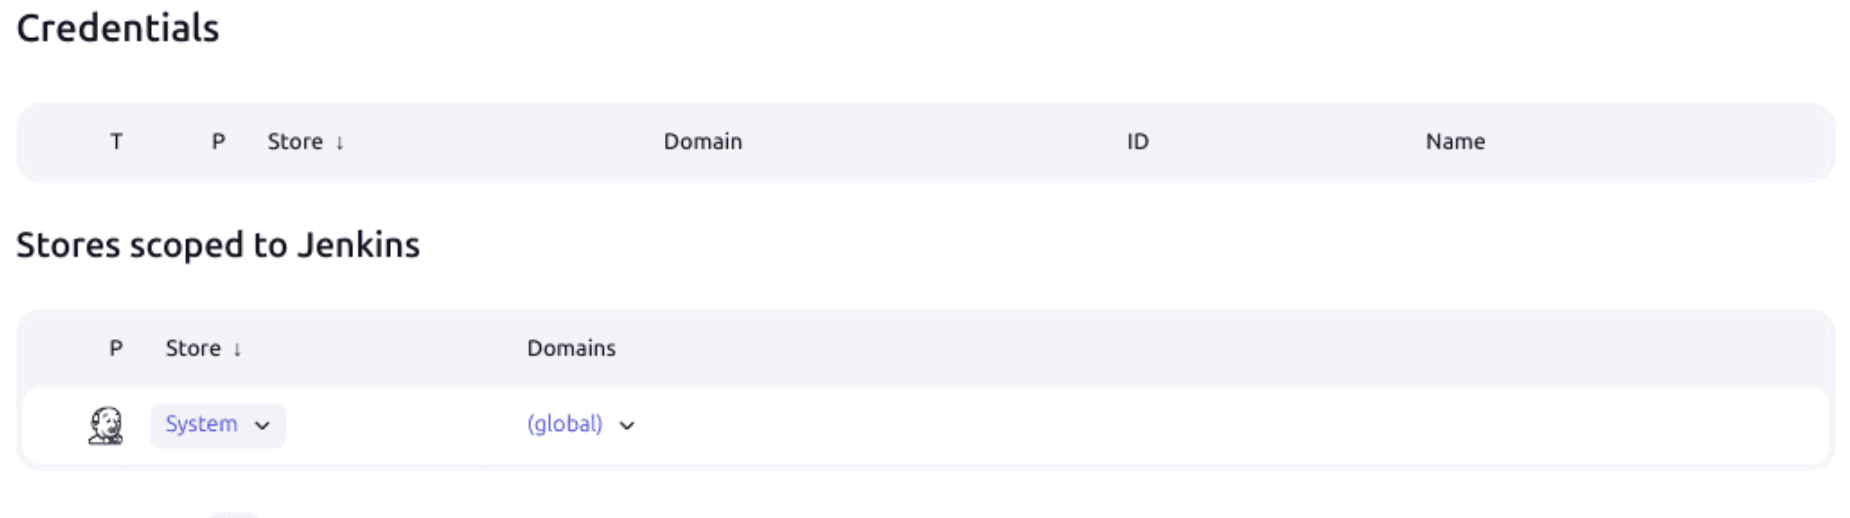 Credentials
T P Store ↓ Domain ID Name
Stores scoped to Jenkins
P Store ↓ Domains
System (global)